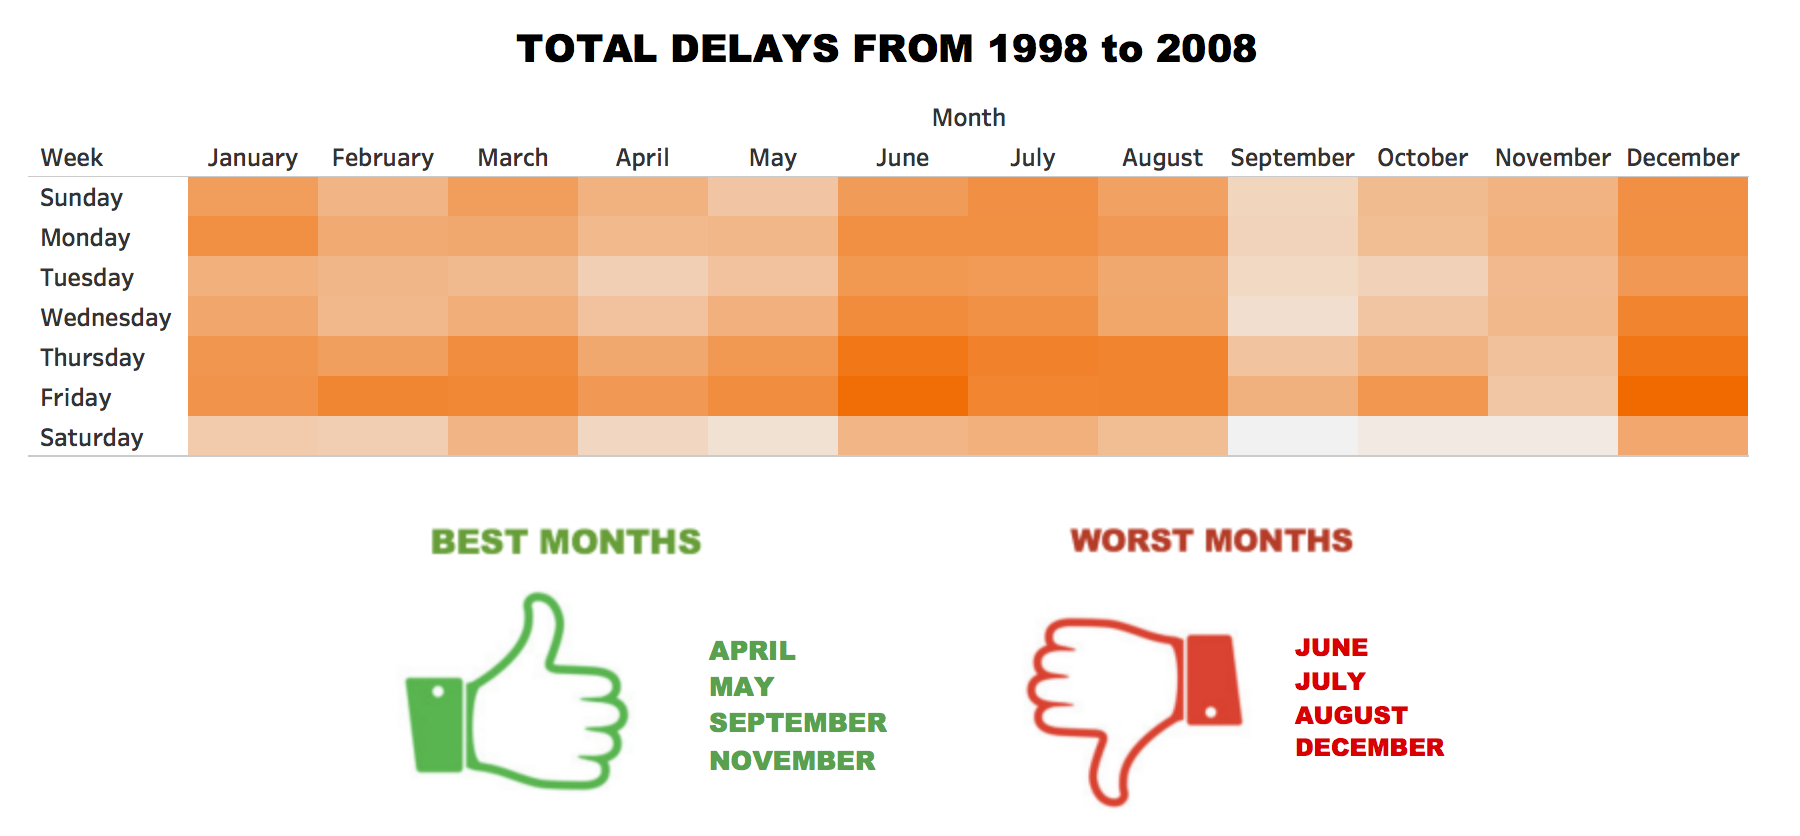 TOTAL DELAYS FROM 1998 to 2008
Month
Week January February March April May June July August September October November December
Sunday
Monday
Tuesday
Wednesday
Thursday
Friday
Saturday
BEST MONTHS
APRIL
MAY
SEPTEMBER
NOVEMBER
WORST MONTHS
JUNE
JULY
AUGUST
DECEMBER